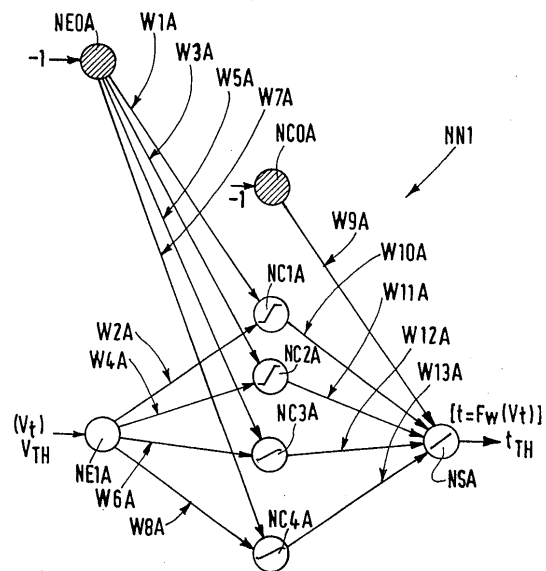 NE0A
W1A
W3A
W5A
W7A
-1
NC0A
NN1
-1
W9A
W10A
NC1A
W11A
W2A
W12A
W4A
NC2A
W13A
NC3A
{t=Fw(Vt)}
(Vt)
VTH
tTH
NE1A
NSA
W6A
W8A
NC4A